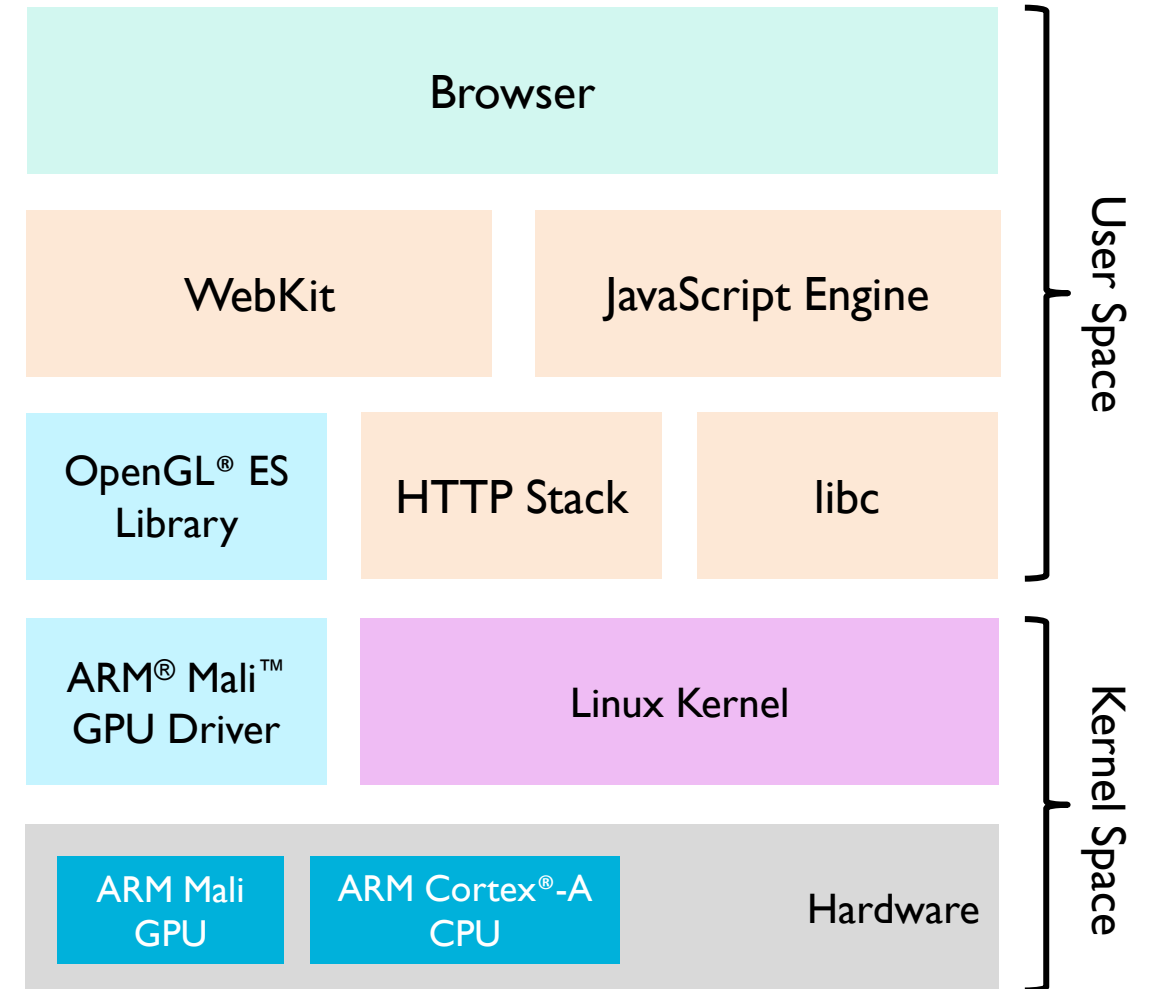 Browser
WebKit
JavaScript Engine
User Space
OpenGL® ES
Library
HTTP Stack
libc
ARM® Mali™
GPU Driver
Linux Kernel
Kernel Space
ARM Mali
GPU
ARM Cortex®-A
CPU
Hardware